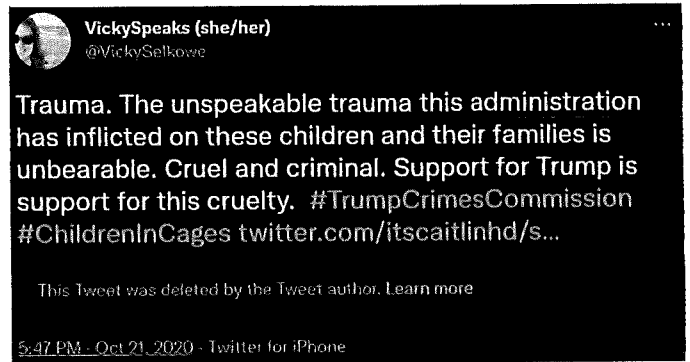 VickySpeaks (she/her)
@VickySelkowe
Trauma. The unspeakable trauma this administration
has inflicted on these children and their families is
unbearable. Cruel and criminal. Support for Trump is
support for this cruelty. #TrumpCrimesCommission
#ChildrenInCages twitter.com/itscaitlinhd/s...
This Tweet was deleted by the Tweet author. Learn more
5:47 PM · Oct 21, 2020 · Twitter for iPhone